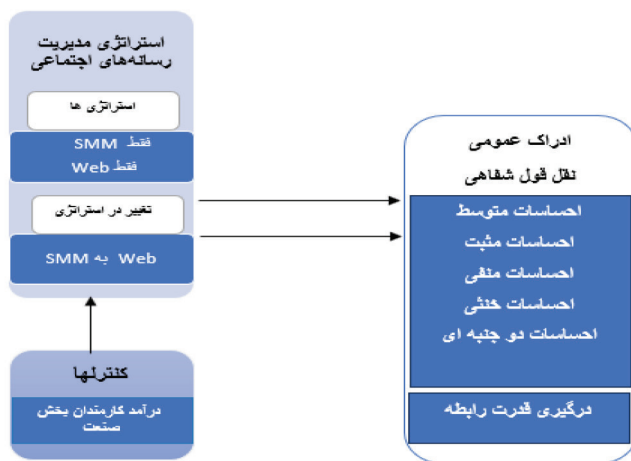 استراتژی مدیریت
رسانه‌های اجتماعی
استراتژی ها
فقط SMM
فقط Web
تغییر در استراتژی
Web به SMM
کنترلها
درآمد کارمندان بخش
صنعت
ادراک عمومی
نقل قول شفاهی
احساسات متوسط
احساسات مثبت
احساسات منفی
احساسات خنثی
احساسات دو جنبه ای
درگیری قدرت رابطه